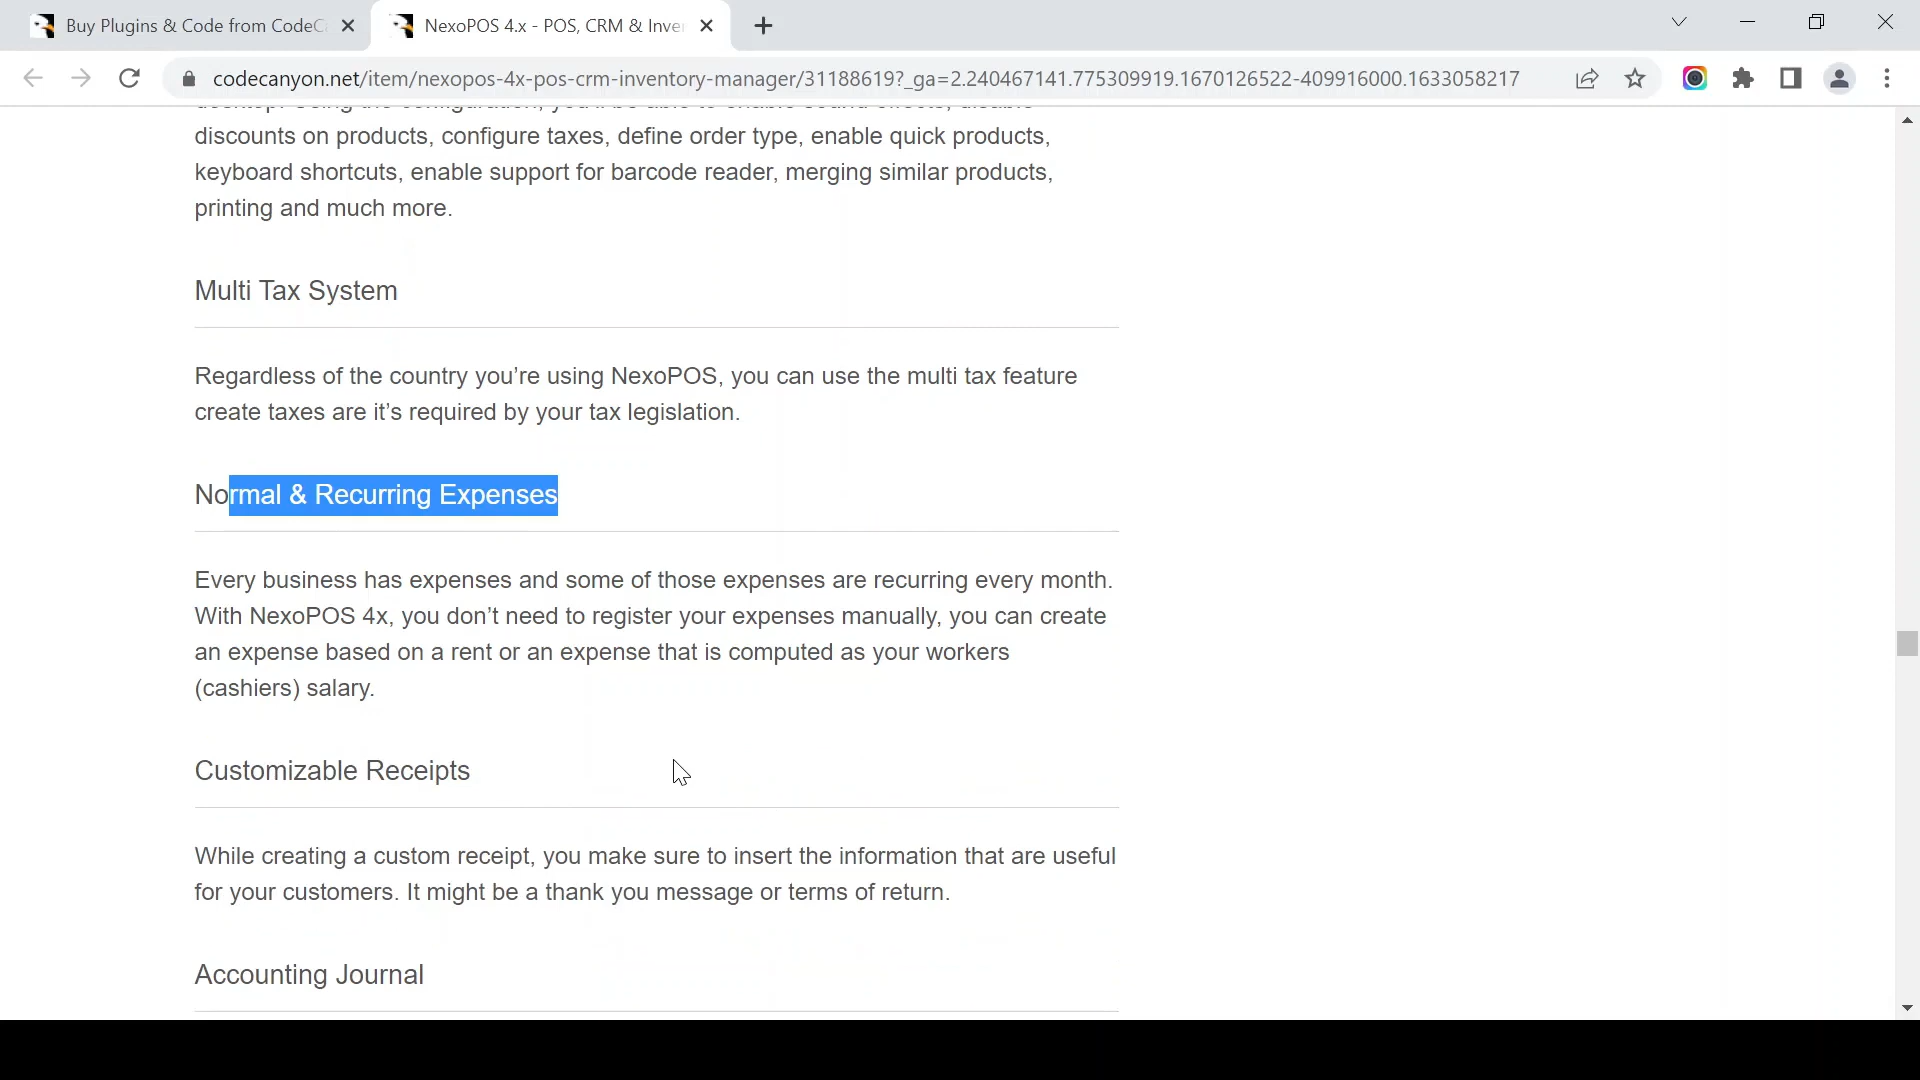 Buy Plugins & Code from CodeC
NexoPOS 4.x - POS, CRM & Inve
codecanyon.net/item/nexopos-4x-pos-crm-inventory-manager/31188619?_ga=2.240467141.775309919.1670126522-409916000.1633058217
discounts on products, configure taxes, define order type, enable quick products,
keyboard shortcuts, enable support for barcode reader, merging similar products,
printing and much more.
Multi Tax System
Regardless of the country you’re using NexoPOS, you can use the multi tax feature
create taxes are it’s required by your tax legislation.
Normal & Recurring Expenses
Every business has expenses and some of those expenses are recurring every month.
With NexoPOS 4x, you don’t need to register your expenses manually, you can create
an expense based on a rent or an expense that is computed as your workers
(cashiers) salary.
Customizable Receipts
While creating a custom receipt, you make sure to insert the information that are useful
for your customers. It might be a thank you message or terms of return.
Accounting Journal